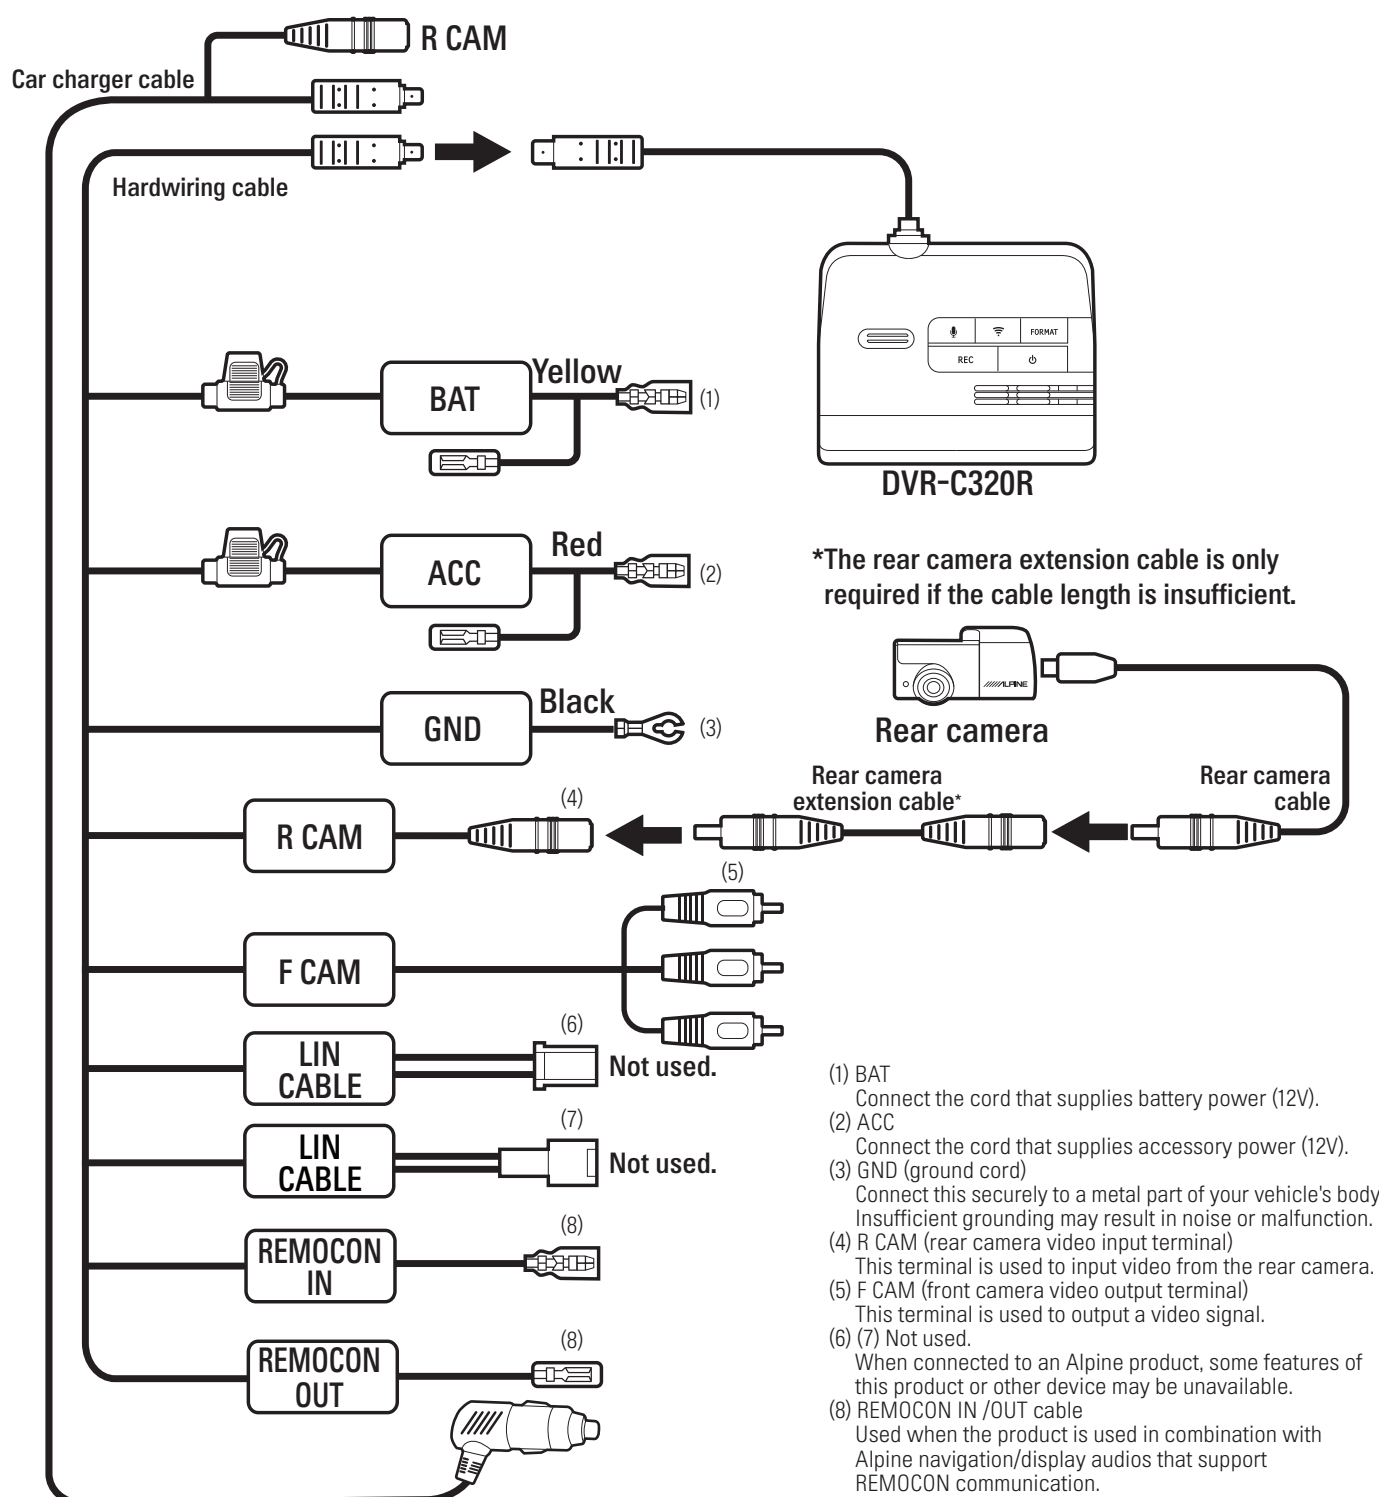 R CAM
Car charger cable
Hardwiring cable
FORMAT
REC
DVR-C320R
BAT
Yellow
(1)
ACC
Red
(2)
*The rear camera extension cable is only
required if the cable length is insufficient.
ALPINE
Rear camera
GND
Black
(3)
Rear camera
extension cable*
Rear camera
cable
R CAM
(4)
F CAM
(5)
LIN
CABLE
(6)
Not used.
LIN
CABLE
(7)
Not used.
REMOCON
IN
(8)
REMOCON
OUT
(8)
(1) BAT
Connect the cord that supplies battery power (12V).
(2) ACC
Connect the cord that supplies accessory power (12V).
(3) GND (ground cord)
Connect this securely to a metal part of your vehicle's body
Insufficient grounding may result in noise or malfunction.
(4) R CAM (rear camera video input terminal)
This terminal is used to input video from the rear camera.
(5) F CAM (front camera video output terminal)
This terminal is used to output a video signal.
(6) (7) Not used.
When connected to an Alpine product, some features of
this product or other device may be unavailable.
(8) REMOCON IN /OUT cable
Used when the product is used in combination with
Alpine navigation/display audios that support
REMOCON communication.